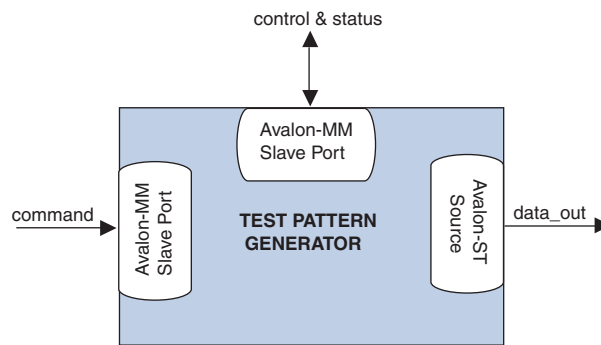 control & status
Avalon-MM
Slave Port
command
Avalon-MM
Slave Port
TEST PATTERN
GENERATOR
Avalon-ST
Source
data_out